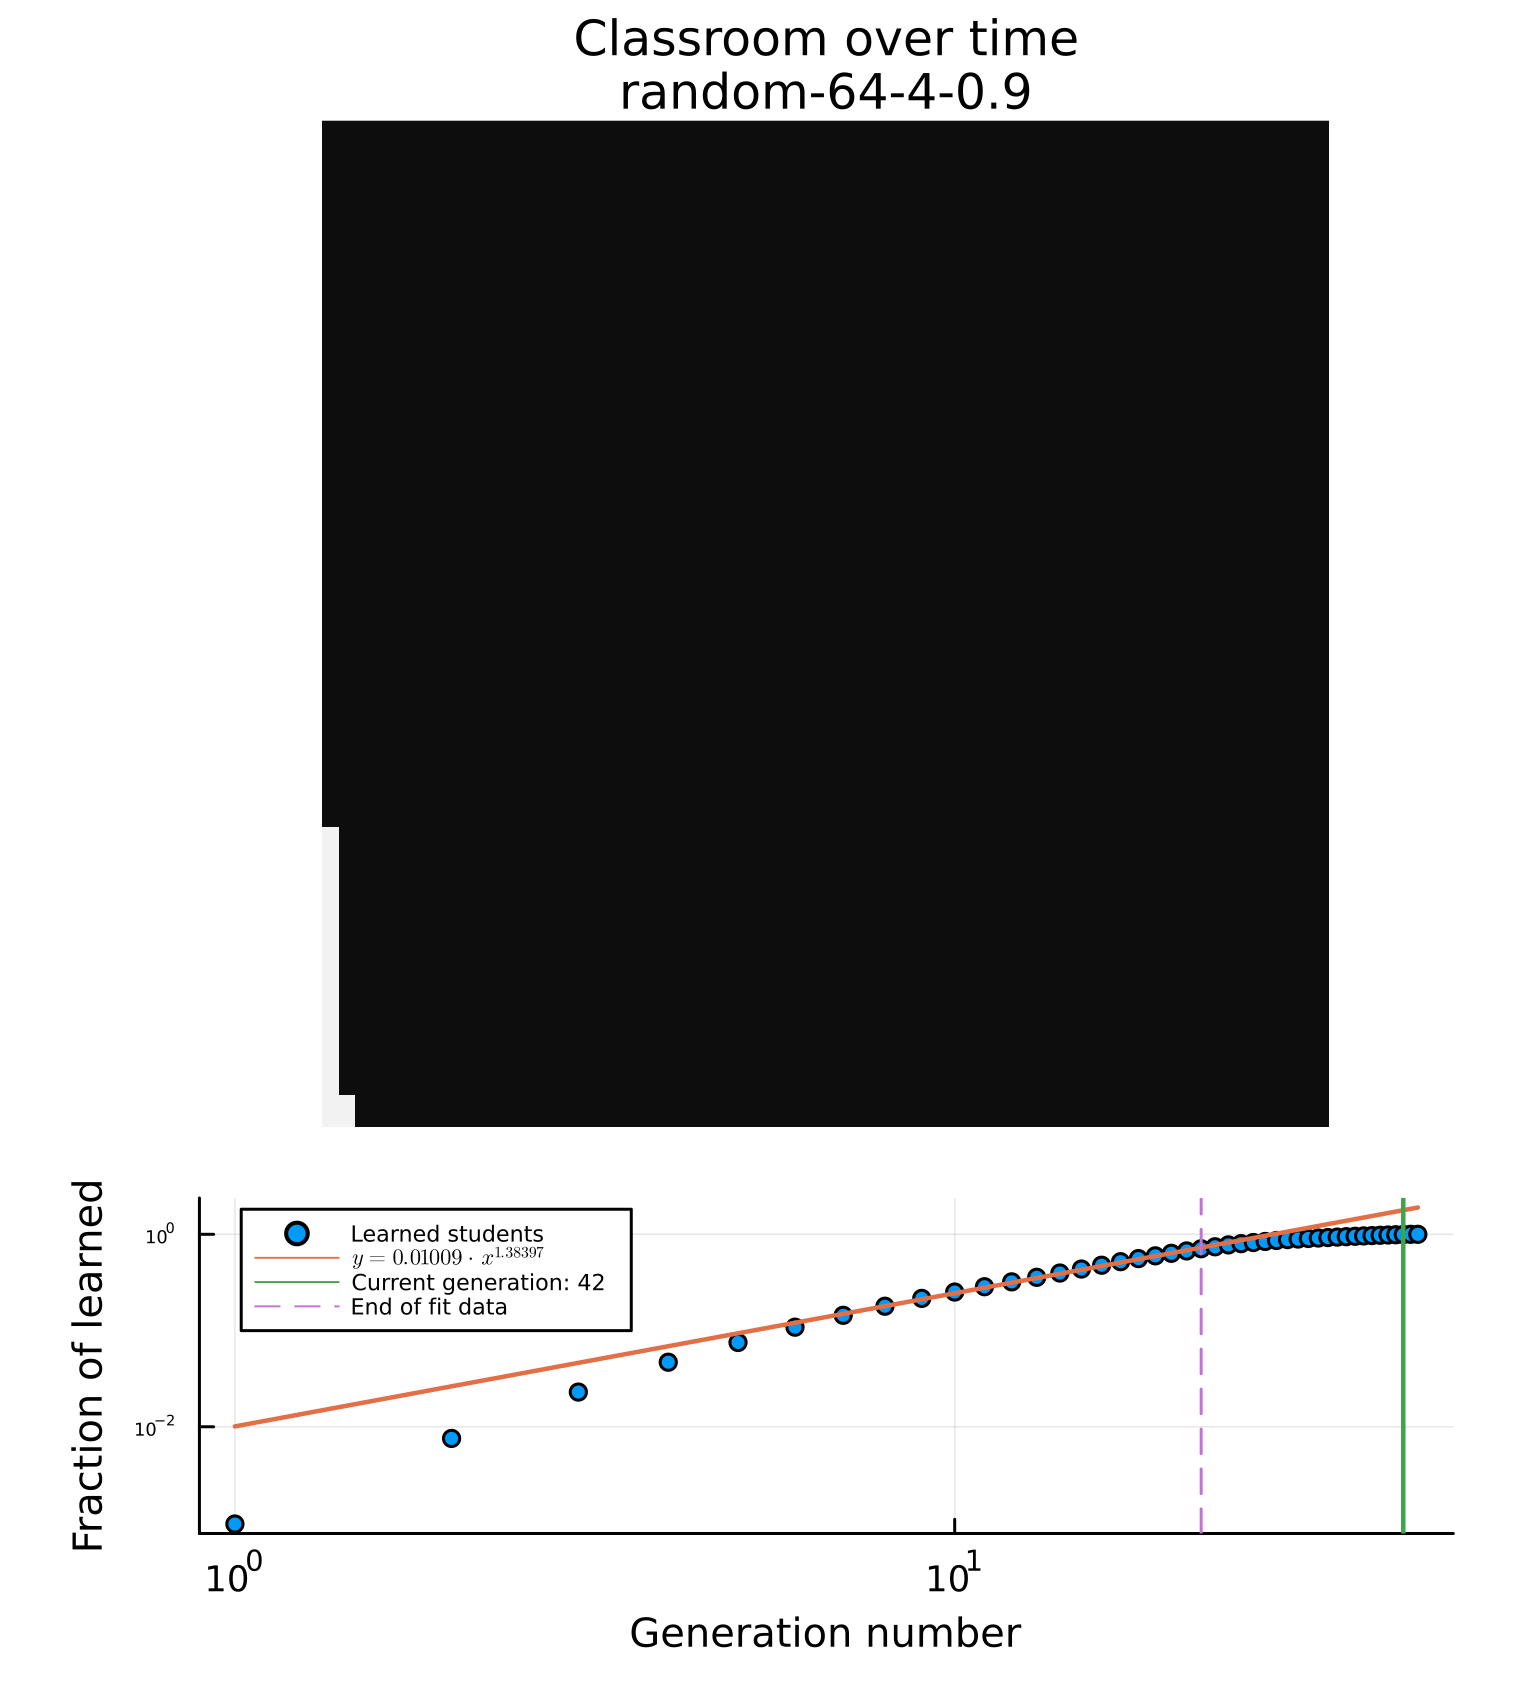 Classroom over time
random-64-4-0.9
Fraction of learned
10⁰
10⁻²
Learned students
y = 0.01009 · x^1.38397
Current generation: 42
End of fit data
10⁰
10¹
Generation number